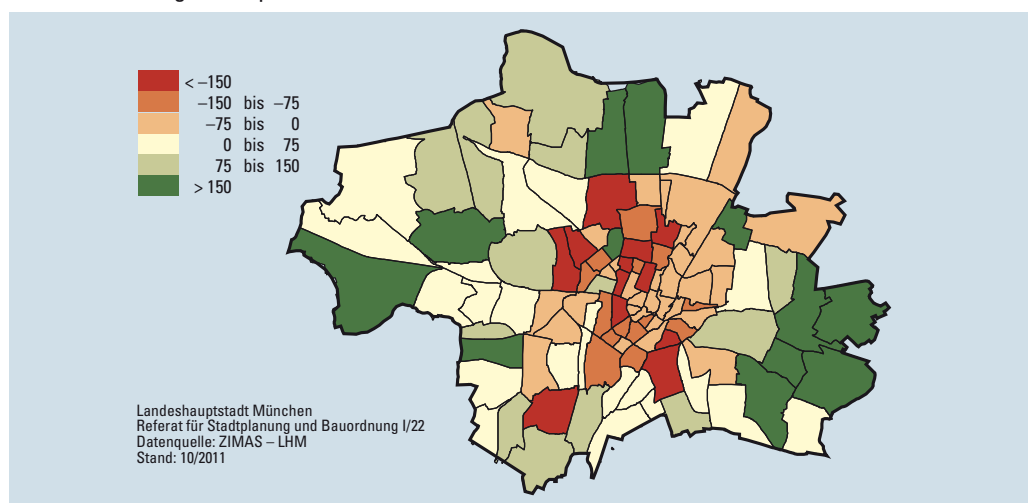 < –150
–150 bis –75
–75 bis 0
0 bis 75
75 bis 150
> 150
Landeshauptstadt München
Referat für Stadtplanung und Bauordnung I/22
Datenquelle: ZIMAS – LHM
Stand: 10/2011